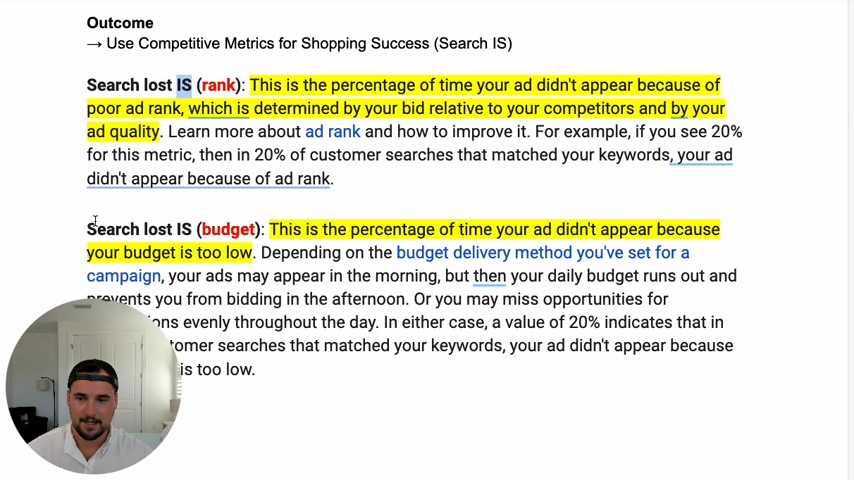 Outcome
→ Use Competitive Metrics for Shopping Success (Search IS)
Search lost IS (rank): This is the percentage of time your ad didn't appear because of
poor ad rank, which is determined by your bid relative to your competitors and by your
ad quality. Learn more about ad rank and how to improve it. For example, if you see 20%
for this metric, then in 20% of customer searches that matched your keywords, your ad
didn't appear because of ad rank.
Search lost IS (budget): This is the percentage of time your ad didn't appear because
your budget is too low. Depending on the budget delivery method you've set for a
campaign, your ads may appear in the morning, but then your daily budget runs out and
prevents you from bidding in the afternoon. Or you may miss opportunities for
ons evenly throughout the day. In either case, a value of 20% indicates that in
tomer searches that matched your keywords, your ad didn't appear because
is too low.